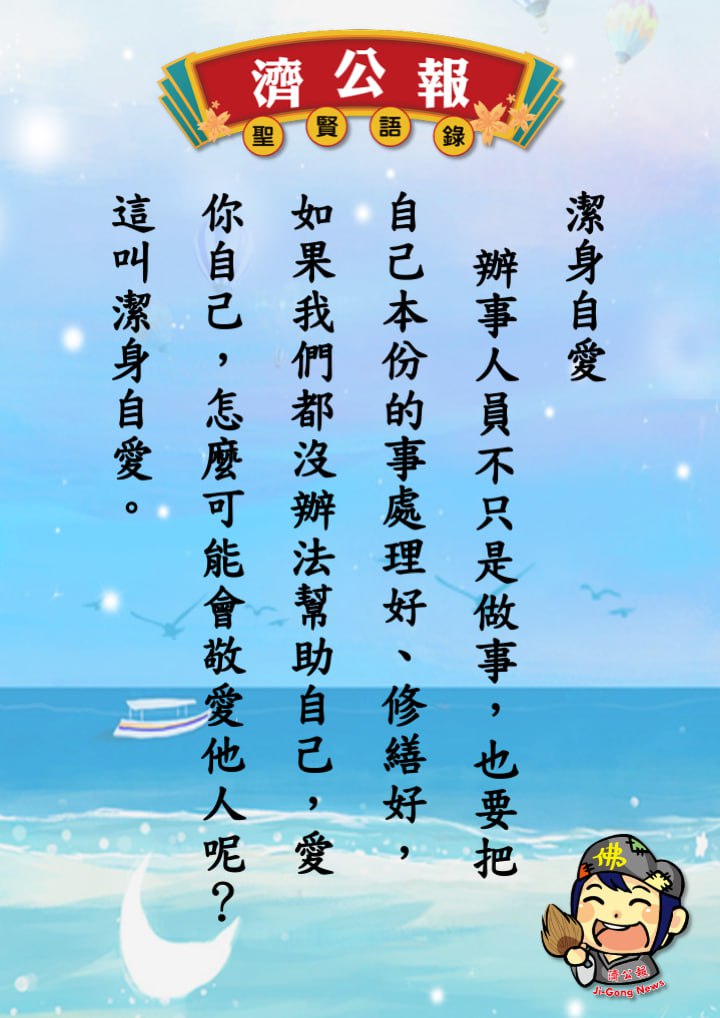 濟公報
聖賢語錄
潔身自愛
辦事人員不只是做事，也要把
自己本份的事處理好、修繕好，
如果我們都沒辦法幫助自己，愛
你自己，怎麼可能會敬愛他人呢？
這叫潔身自愛。
佛
濟公報
Ji-Gong News